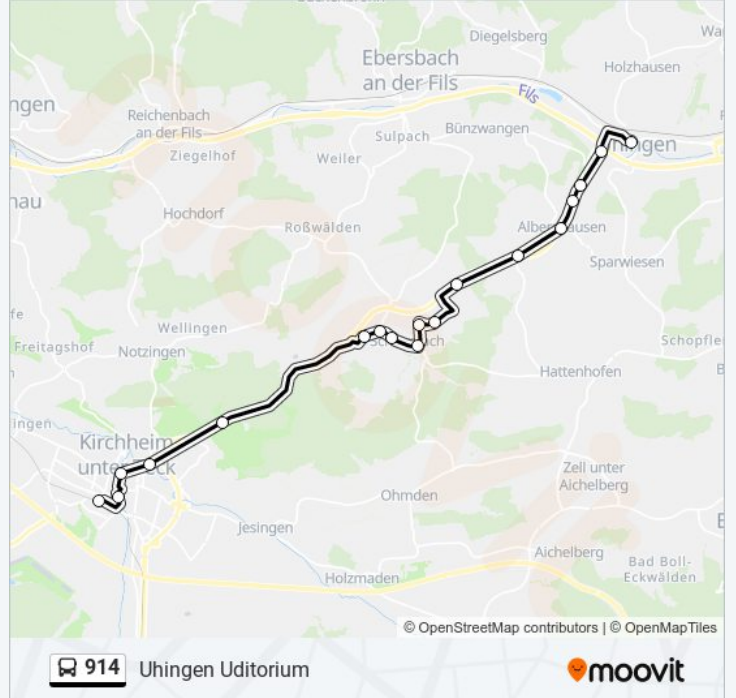 Diegelsberg
Ebersbach
an der Fils
Holzhausen
Fils
Reichenbach
an der Fils
Bünzwangen
Sulpach
Ziegelhof
Weiler
Hochdorf
Roßwälden
Sparwiesen
Wellingen
Freitagshof
Notzingen
Hattenhofen
Kirchheim
Zell unter
Aichelberg
Ohmden
Jesingen
Aichelberg
Holzmaden
Bad Boll-
Eckwälden
© OpenStreetMap contributors | © OpenMapTiles
914 Uhingen Uditorium
moovit